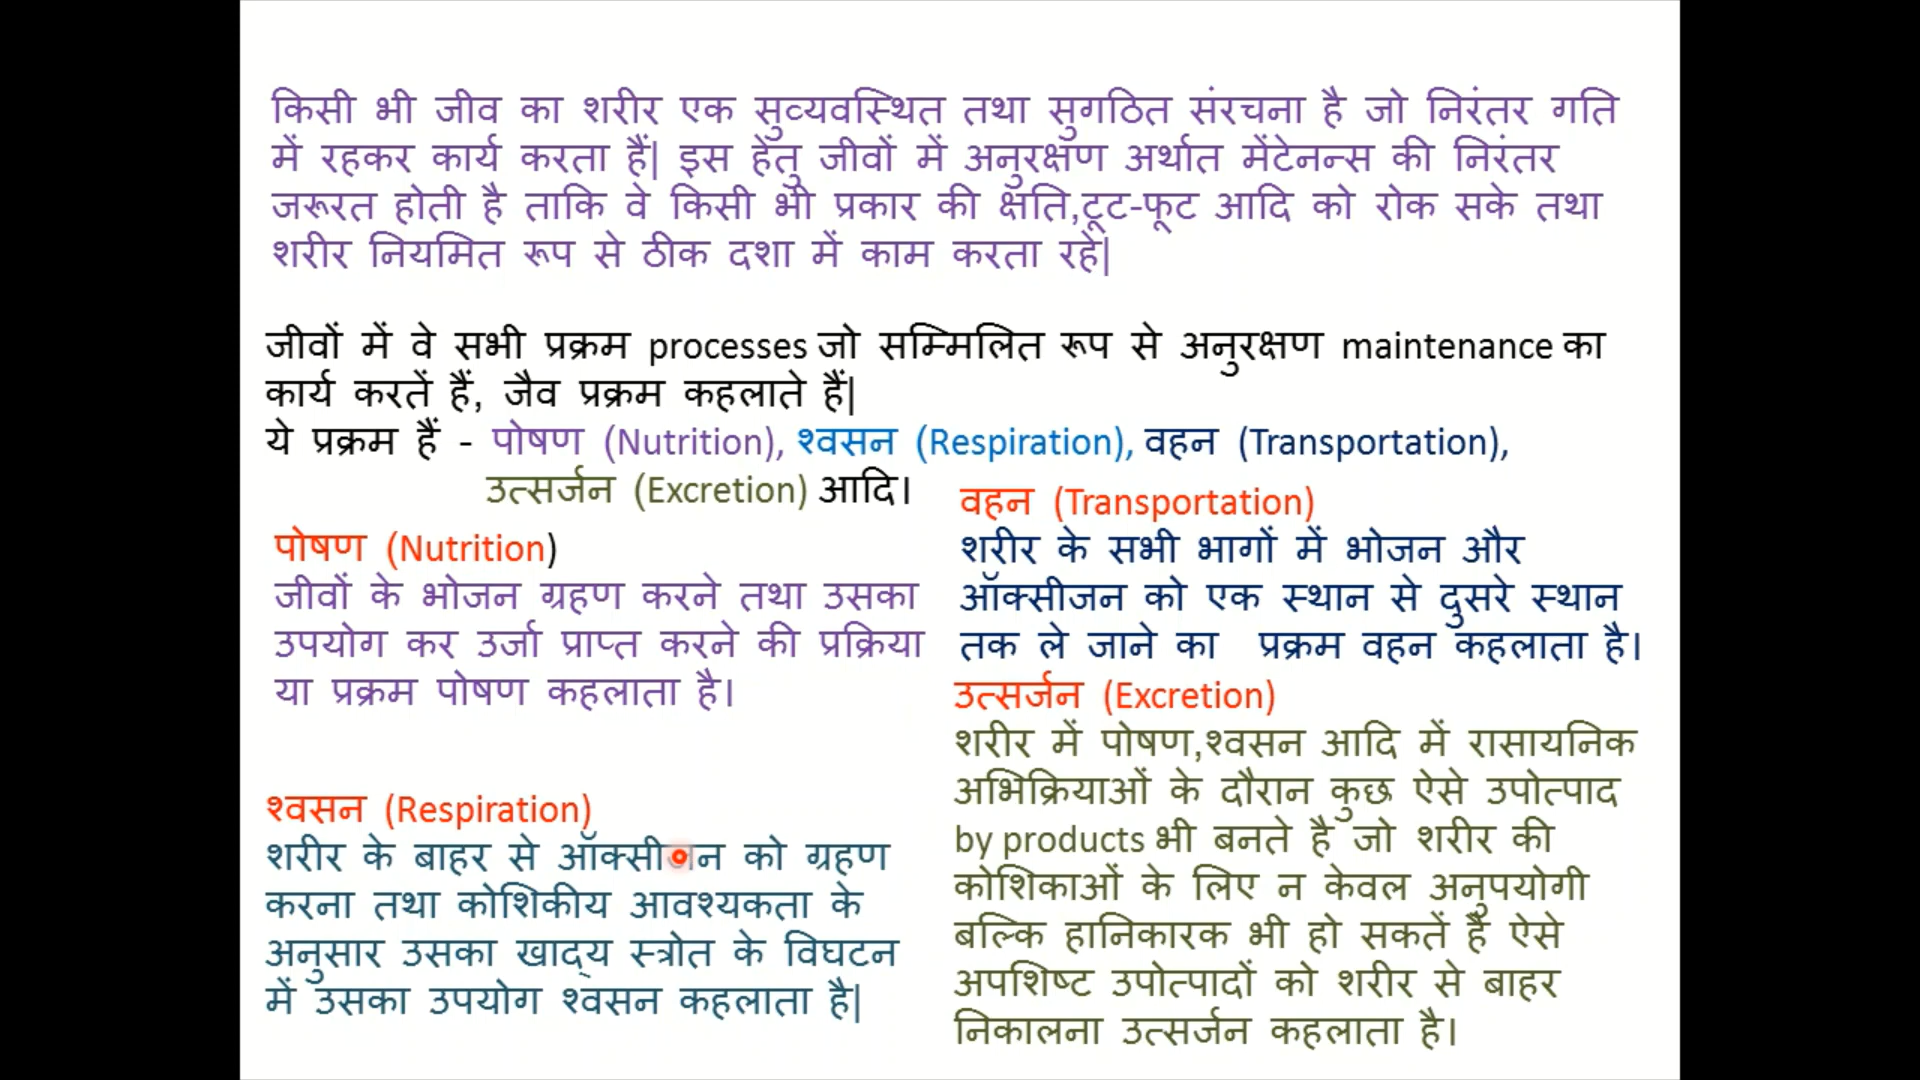 किसी भी जीव का शरीर एक सुव्यवस्थित तथा सुगठित संरचना है जो निरंतर गति
में रहकर कार्य करता हैं| इस हेतु जीवों में अनुरक्षण अर्थात मेंटेनन्स की निरंतर
जरूरत होती है ताकि वे किसी भी प्रकार की क्षति,टूट-फूट आदि को रोक सके तथा
शरीर नियमित रूप से ठीक दशा में काम करता रहे|
जीवों में वे सभी प्रक्रम processes जो सम्मिलित रूप से अनुरक्षण maintenance का
कार्य करतें हैं, जैव प्रक्रम कहलाते हैं|
ये प्रक्रम हैं - पोषण (Nutrition), श्वसन (Respiration), वहन (Transportation),
उत्सर्जन (Excretion) आदि।
पोषण (Nutrition)
जीवों के भोजन ग्रहण करने तथा उसका
उपयोग कर उर्जा प्राप्त करने की प्रक्रिया
या प्रक्रम पोषण कहलाता है।
श्वसन (Respiration)
शरीर के बाहर से ऑक्सीजन को ग्रहण
करना तथा कोशिकीय आवश्यकता के
अनुसार उसका खाद्य स्त्रोत के विघटन
में उसका उपयोग श्वसन कहलाता है|
वहन (Transportation)
शरीर के सभी भागों में भोजन और
ऑक्सीजन को एक स्थान से दुसरे स्थान
तक ले जाने का प्रक्रम वहन कहलाता है।
उत्सर्जन (Excretion)
शरीर में पोषण,श्वसन आदि में रासायनिक
अभिक्रियाओं के दौरान कुछ ऐसे उपोत्पाद
by products भी बनते है जो शरीर की
कोशिकाओं के लिए न केवल अनुपयोगी
बल्कि हानिकारक भी हो सकतें हैं ऐसे
अपशिष्ट उपोत्पादों को शरीर से बाहर
निकालना उत्सर्जन कहलाता है।